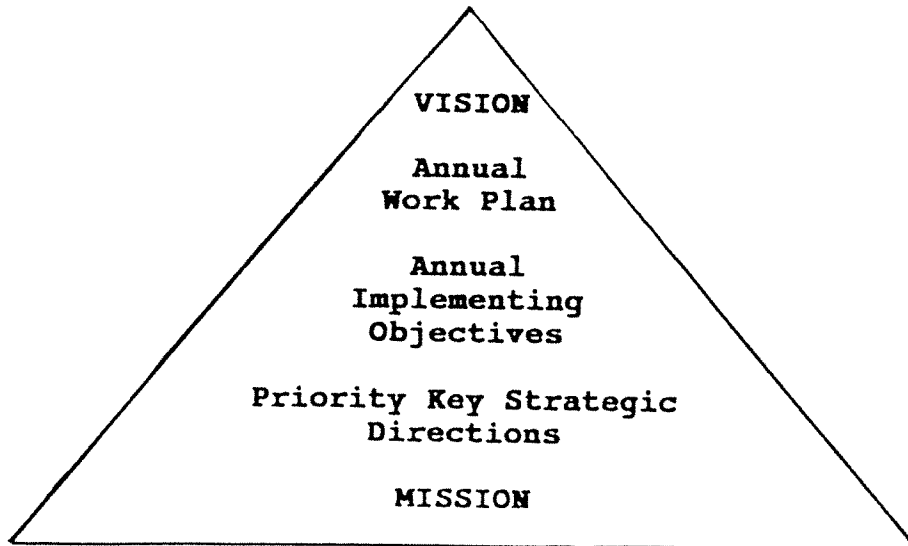 VISION
Annual
Work Plan
Annual
Implementing
Objectives
Priority Key Strategic
Directions
MISSION